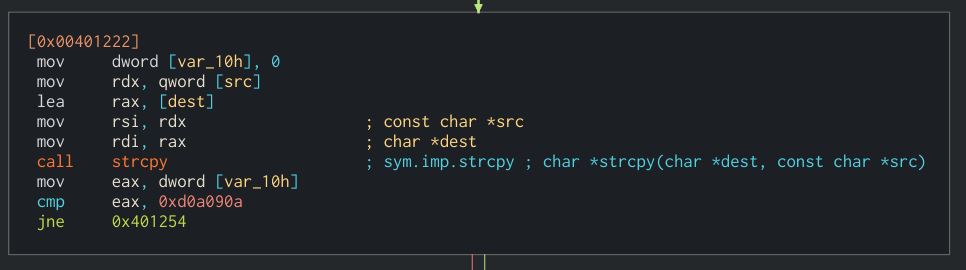 [0x00401222]
mov dword [var_10h], 0
mov rdx, qword [src]
lea rax, [dest]
mov rsi, rdx ; const char *src
mov rdi, rax ; char *dest
call strcpy ; sym.imp.strcpy ; char *strcpy(char *dest, const char *src)
mov eax, dword [var_10h]
cmp eax, 0xd0a090a
jne 0x401254